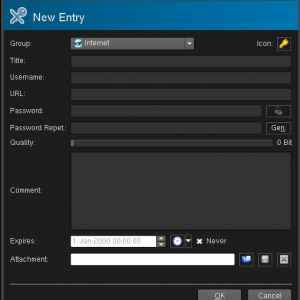 New Entry
Group: Internet Icon:
Title:
Username:
URL:
Password:
Password Repet.: Gen.
Quality: 0 Bit
Comment:
Expires: 1 Jan 2000 00:00:00 Never
Attachment:
OK Cancel